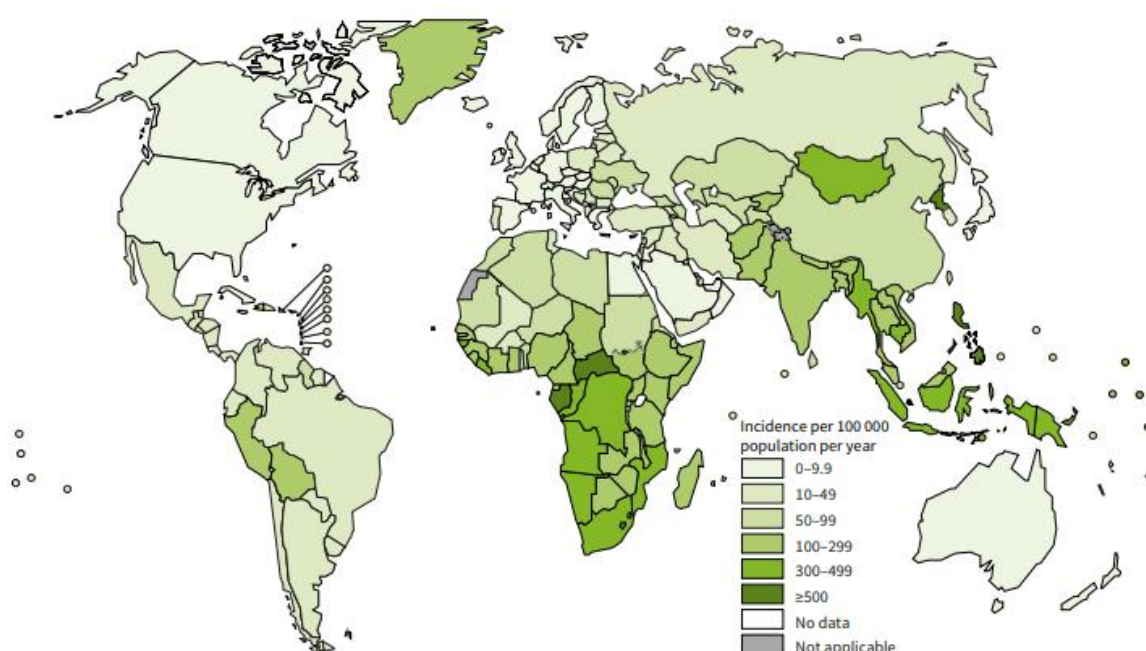 Incidence per 100 000
population per year
0–9.9
10–49
50–99
100–299
300–499
≥500
No data
Not applicable